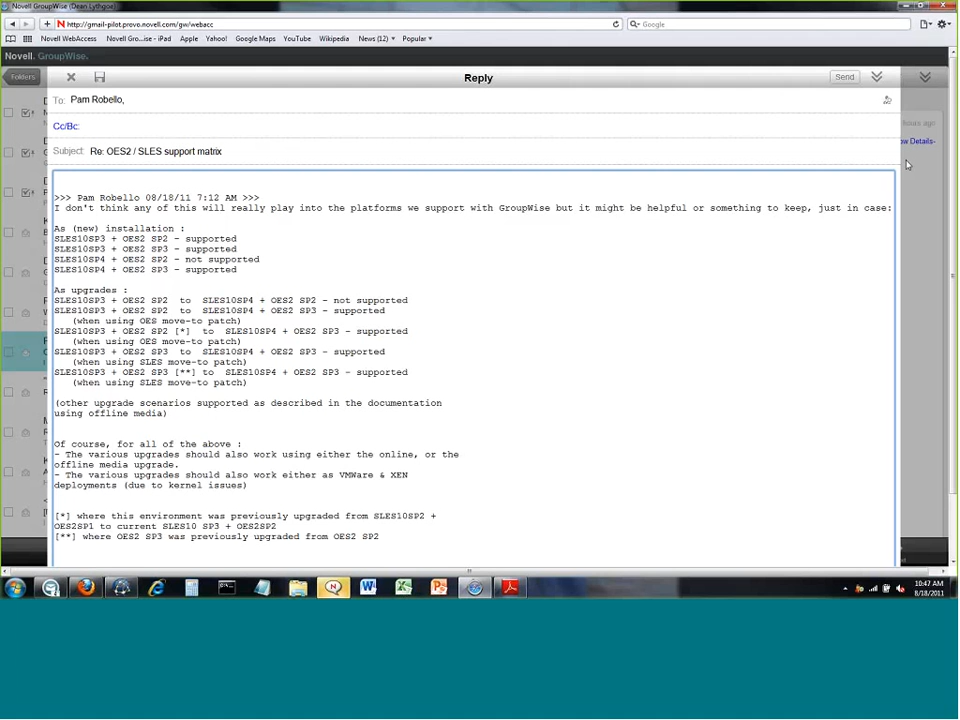 Novell GroupWise (Dean Lythgoe)
http://gmail-pilot.provo.novell.com/gw/webacc
Google
Novell WebAccess
Novell Gro...ise - iPad
Apple
Google Maps
YouTube
Yahoo!
Wikipedia
News (12)
Popular
Novell. GroupWise.
Folders
Reply
Send
To: Pam Robello,
hours ago
Cc/Bc:
ow Details-
Subject: Re: OES2 / SLES support matrix
>>> Pam Robello 08/18/11 7:12 AM >>>
I don't think any of this will really play into the platforms we support with GroupWise but it might be helpful or something to keep, just in case:
As (new) installation :
SLES10SP3 + OES2 SP2 - supported
SLES10SP3 + OES2 SP3 - supported
SLES10SP4 + OES2 SP2 - not supported
SLES10SP4 + OES2 SP3 - supported
As upgrades :
SLES10SP3 + OES2 SP2 to SLES10SP4 + OES2 SP2 - not supported
SLES10SP3 + OES2 SP2 to SLES10SP4 + OES2 SP3 - supported
(when using OES move-to patch)
SLES10SP3 + OES2 SP2 [*] to SLES10SP4 + OES2 SP3 - supported
(when using OES move-to patch)
SLES10SP3 + OES2 SP3 to SLES10SP4 + OES2 SP3 - supported
(when using SLES move-to patch)
SLES10SP3 + OES2 SP3 [**] to SLES10SP4 + OES2 SP3 - supported
(when using SLES move-to patch)
(other upgrade scenarios supported as described in the documentation
using offline media)
Of course, for all of the above :
- The various upgrades should also work using either the online, or the
offline media upgrade.
- The various upgrades should also work either as VMWare & XEN
deployments (due to kernel issues)
[*] where this environment was previously upgraded from SLES10SP2 +
OES2SP1 to current SLES10 SP3 + OES2SP2
[**] where OES2 SP3 was previously upgraded from OES2 SP2
10:47 AM
8/18/2011